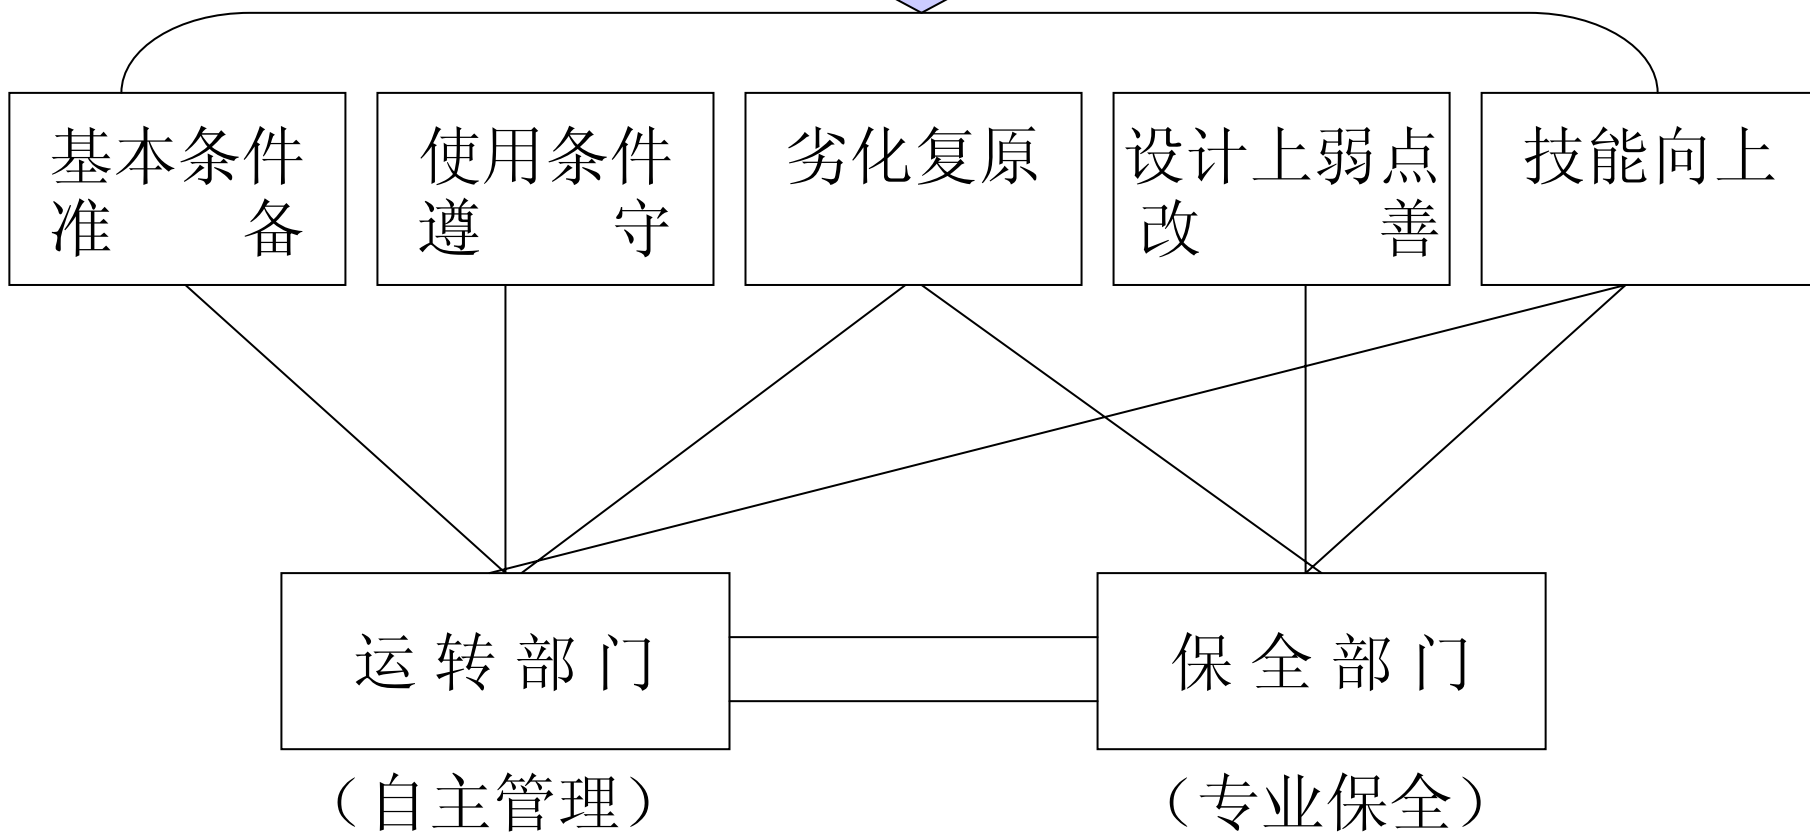 基本条件
准 备
使用条件
遵 守
劣化复原
设计上弱点
改 善
技能向上
运转部门
保全部门
（自主管理）
（专业保全）